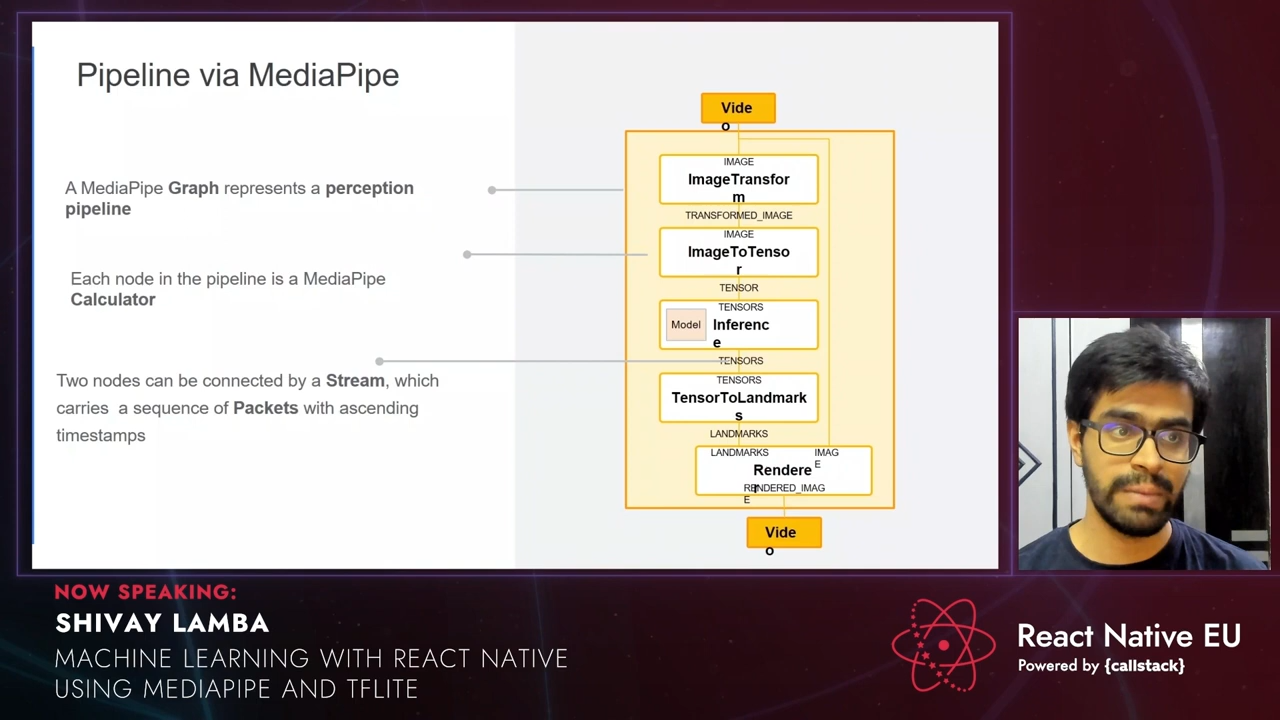 Pipeline via MediaPipe
A MediaPipe Graph represents a perception
pipeline
Each node in the pipeline is a MediaPipe
Calculator
Two nodes can be connected by a Stream, which
carries a sequence of Packets with ascending
timestamps
Vide
o
IMAGE
ImageTransfor
m
TRANSFORMED_IMAGE
IMAGE
ImageToTenso
r
TENSOR
TENSORS
Model
Inferenc
e
TENSORS
TENSORS
TensorToLandmark
s
LANDMARKS
LANDMARKS
IMAG
E
Rendere
r
RENDERED_IMAG
E
Vide
o
NOW SPEAKING:
SHIVAY LAMBA
MACHINE LEARNING WITH REACT NATIVE
USING MEDIAPIPE AND TFLITE
React Native EU
Powered by {callstack}